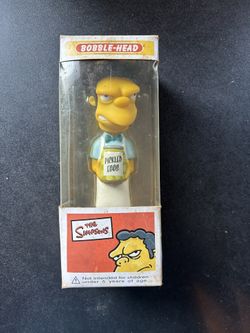 BOBBLE-HEAD
PICKLED
EGGS
THE
SIMPSONS
Not intended for children
under 5 years of age